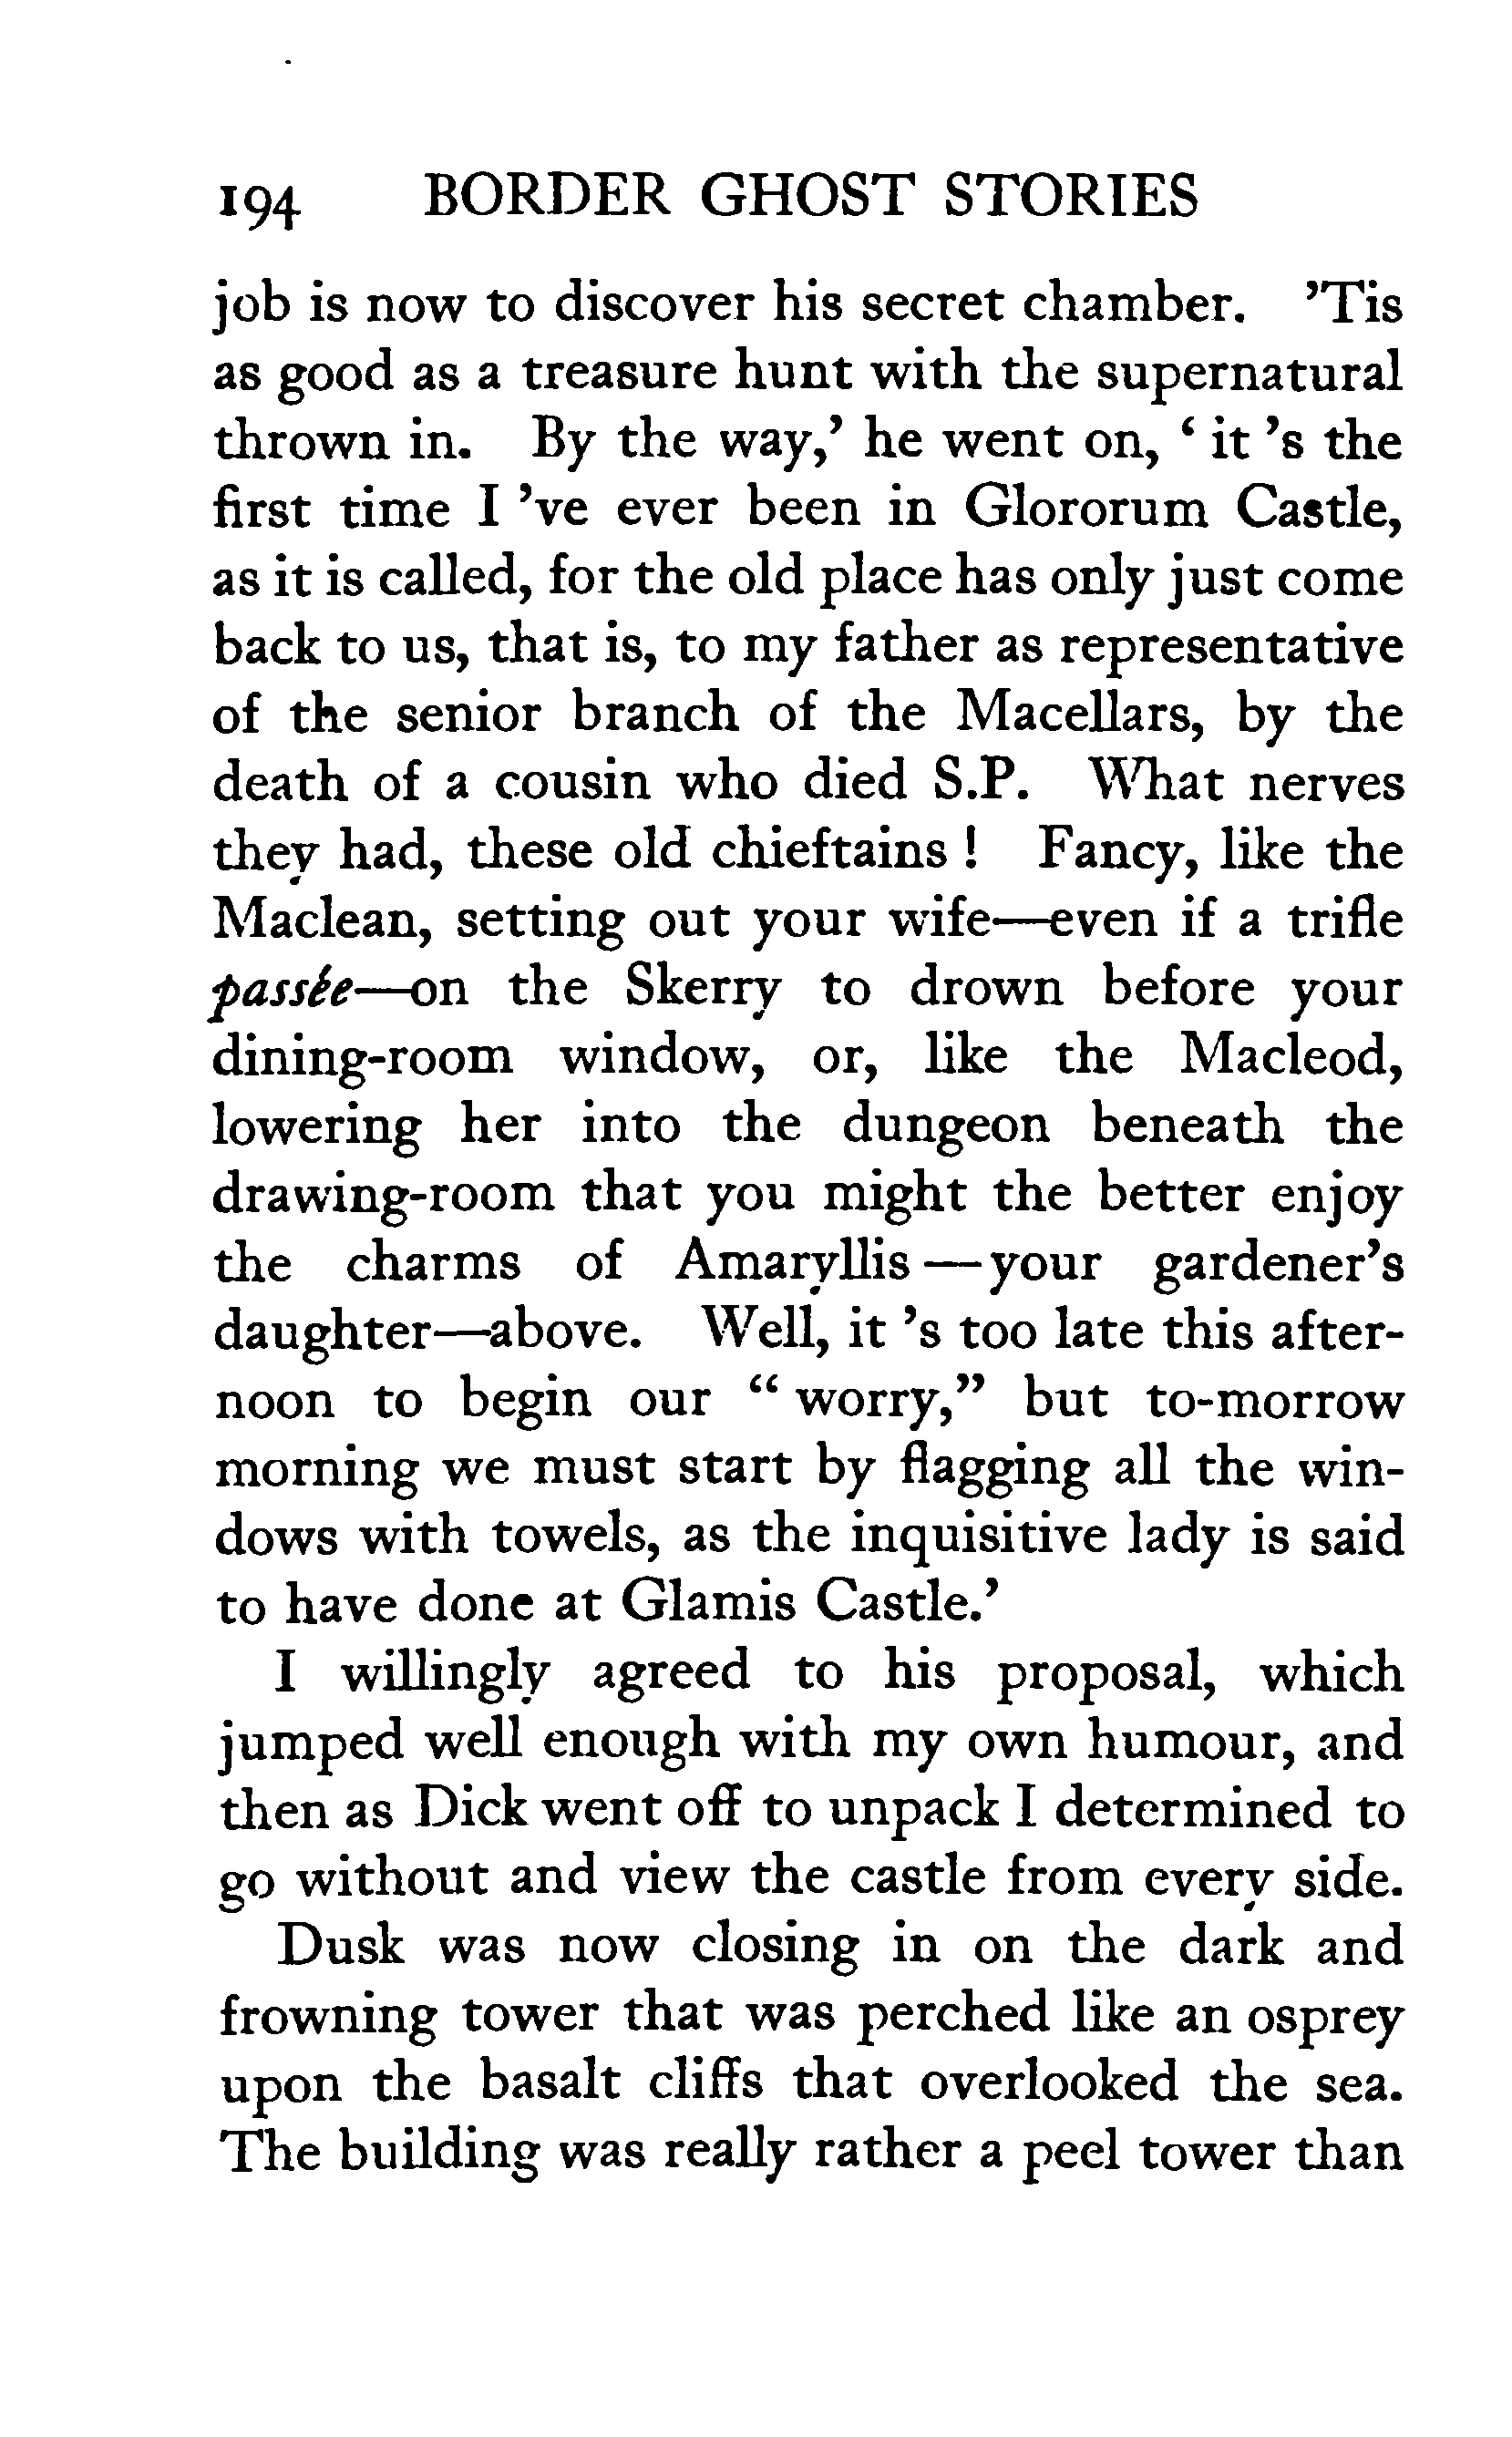 194 BORDER GHOST STORIES
job is now to discover his secret chamber. 'Tis
as good as a treasure hunt with the supernatural
thrown in. By the way,' he went on, ' it 's the
first time I 've ever been in Glororum Castle,
as it is called, for the old place has only just come
back to us, that is, to my father as representative
of the senior branch of the Macellars, by the
death of a cousin who died S.P. What nerves
they had, these old chieftains ! Fancy, like the
Maclean, setting out your wife—even if a trifle
passée—on the Skerry to drown before your
dining-room window, or, like the Macleod,
lowering her into the dungeon beneath the
drawing-room that you might the better enjoy
the charms of Amaryllis — your gardener's
daughter—above. Well, it 's too late this after-
noon to begin our " worry," but to-morrow
morning we must start by flagging all the win-
dows with towels, as the inquisitive lady is said
to have done at Glamis Castle.'
I willingly agreed to his proposal, which
jumped well enough with my own humour, and
then as Dick went off to unpack I determined to
go without and view the castle from every side.
Dusk was now closing in on the dark and
frowning tower that was perched like an osprey
upon the basalt cliffs that overlooked the sea.
The building was really rather a peel tower than